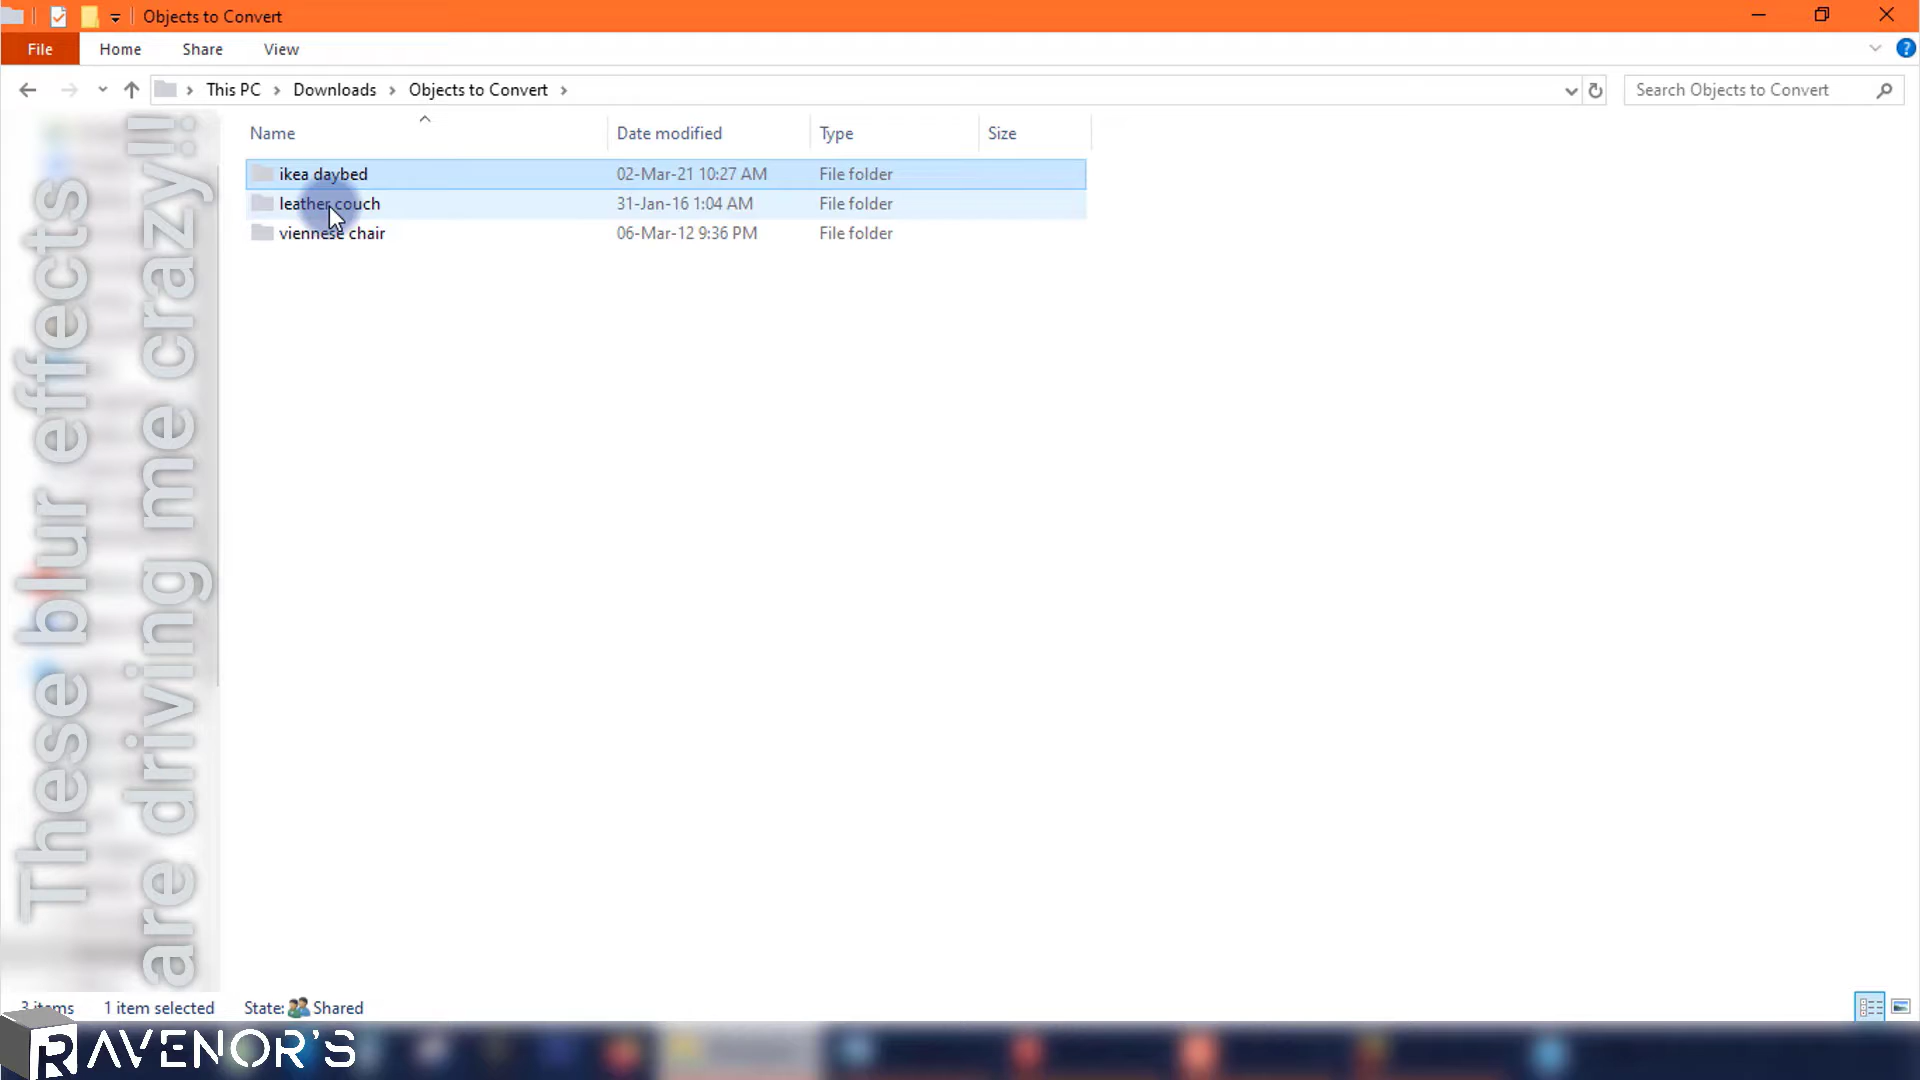 Objects to Convert
File Home Share View
This PC Downloads Objects to Convert Search Objects to Convert
Name Date modified Type Size
ikea daybed 02-Mar-21 10:27 AM File folder
leather couch 31-Jan-16 1:04 AM File folder
viennese chair 06-Mar-12 9:36 PM File folder
These blur effects
are driving me crazy!!
3 items 1 item selected State: Shared
RAVENOR'S